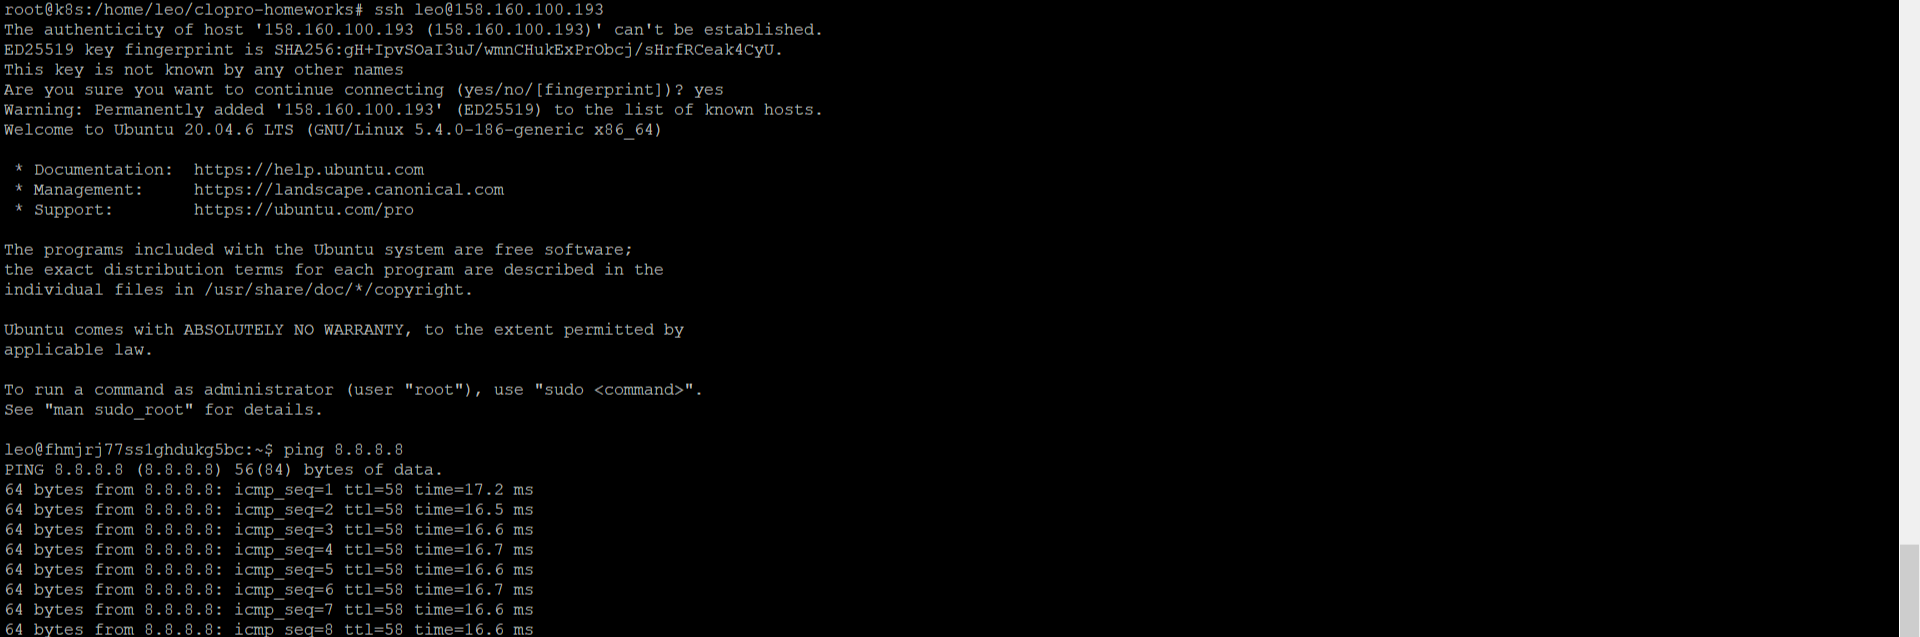 root@k8s:/home/leo/clopro-homeworks# ssh leo@158.160.100.193
The authenticity of host '158.160.100.193 (158.160.100.193)' can't be established.
ED25519 key fingerprint is SHA256:gH+IpvSOaI3uJ/wmnCHukExPrObcj/sHrfRCeak4CyU.
This key is not known by any other names
Are you sure you want to continue connecting (yes/no/[fingerprint])? yes
Warning: Permanently added '158.160.100.193' (ED25519) to the list of known hosts.
Welcome to Ubuntu 20.04.6 LTS (GNU/Linux 5.4.0-186-generic x86_64)

 * Documentation:  https://help.ubuntu.com
 * Management:     https://landscape.canonical.com
 * Support:        https://ubuntu.com/pro

The programs included with the Ubuntu system are free software;
the exact distribution terms for each program are described in the
individual files in /usr/share/doc/*/copyright.

Ubuntu comes with ABSOLUTELY NO WARRANTY, to the extent permitted by
applicable law.

To run a command as administrator (user "root"), use "sudo <command>".
See "man sudo_root" for details.

leo@fhmjrj77ss1ghdukg5bc:~$ ping 8.8.8.8
PING 8.8.8.8 (8.8.8.8) 56(84) bytes of data.
64 bytes from 8.8.8.8: icmp_seq=1 ttl=58 time=17.2 ms
64 bytes from 8.8.8.8: icmp_seq=2 ttl=58 time=16.5 ms
64 bytes from 8.8.8.8: icmp_seq=3 ttl=58 time=16.6 ms
64 bytes from 8.8.8.8: icmp_seq=4 ttl=58 time=16.7 ms
64 bytes from 8.8.8.8: icmp_seq=5 ttl=58 time=16.6 ms
64 bytes from 8.8.8.8: icmp_seq=6 ttl=58 time=16.7 ms
64 bytes from 8.8.8.8: icmp_seq=7 ttl=58 time=16.6 ms
64 bytes from 8.8.8.8: icmp_seq=8 ttl=58 time=16.6 ms